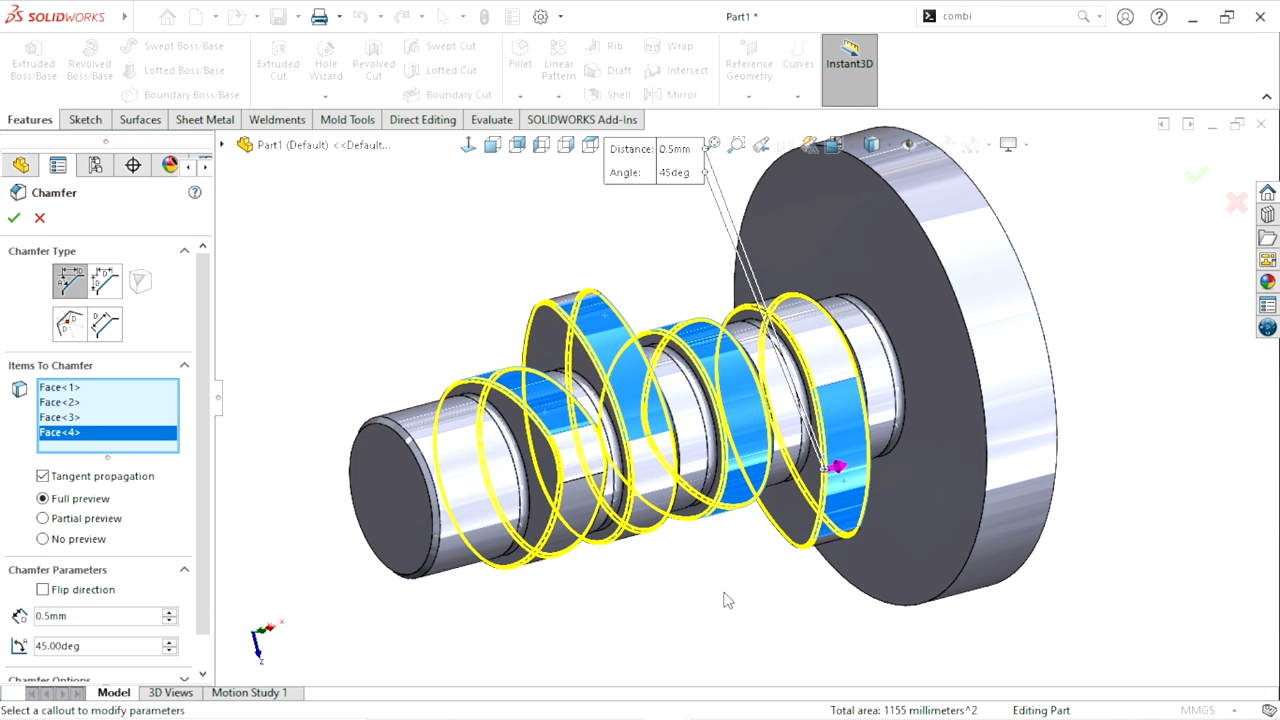 SOLIDWORKS
Part1 *
combi
Extruded Boss/Base
Revolved Boss/Base
Swept Boss/Base
Lofted Boss/Base
Boundary Boss/Base
Extruded Cut
Hole Wizard
Revolved Cut
Swept Cut
Lofted Cut
Boundary Cut
Fillet
Linear Pattern
Rib
Draft
Shell
Wrap
Intersect
Mirror
Reference Geometry
Curves
Instant3D
Features
Sketch
Surfaces
Sheet Metal
Weldments
Mold Tools
Direct Editing
Evaluate
SOLIDWORKS Add-Ins
Part1 (Default) <<Default...
Distance: 0.5mm
Angle: 45deg
Chamfer
Chamfer Type
Items To Chamfer
Face<1>
Face<2>
Face<3>
Face<4>
Tangent propagation
Full preview
Partial preview
No preview
Chamfer Parameters
Flip direction
0.5mm
45.00deg
Chamfer Options
x
z
Model
3D Views
Motion Study 1
Select a callout to modify parameters
Total area: 1155 millimeters^2
Editing Part
MMGS